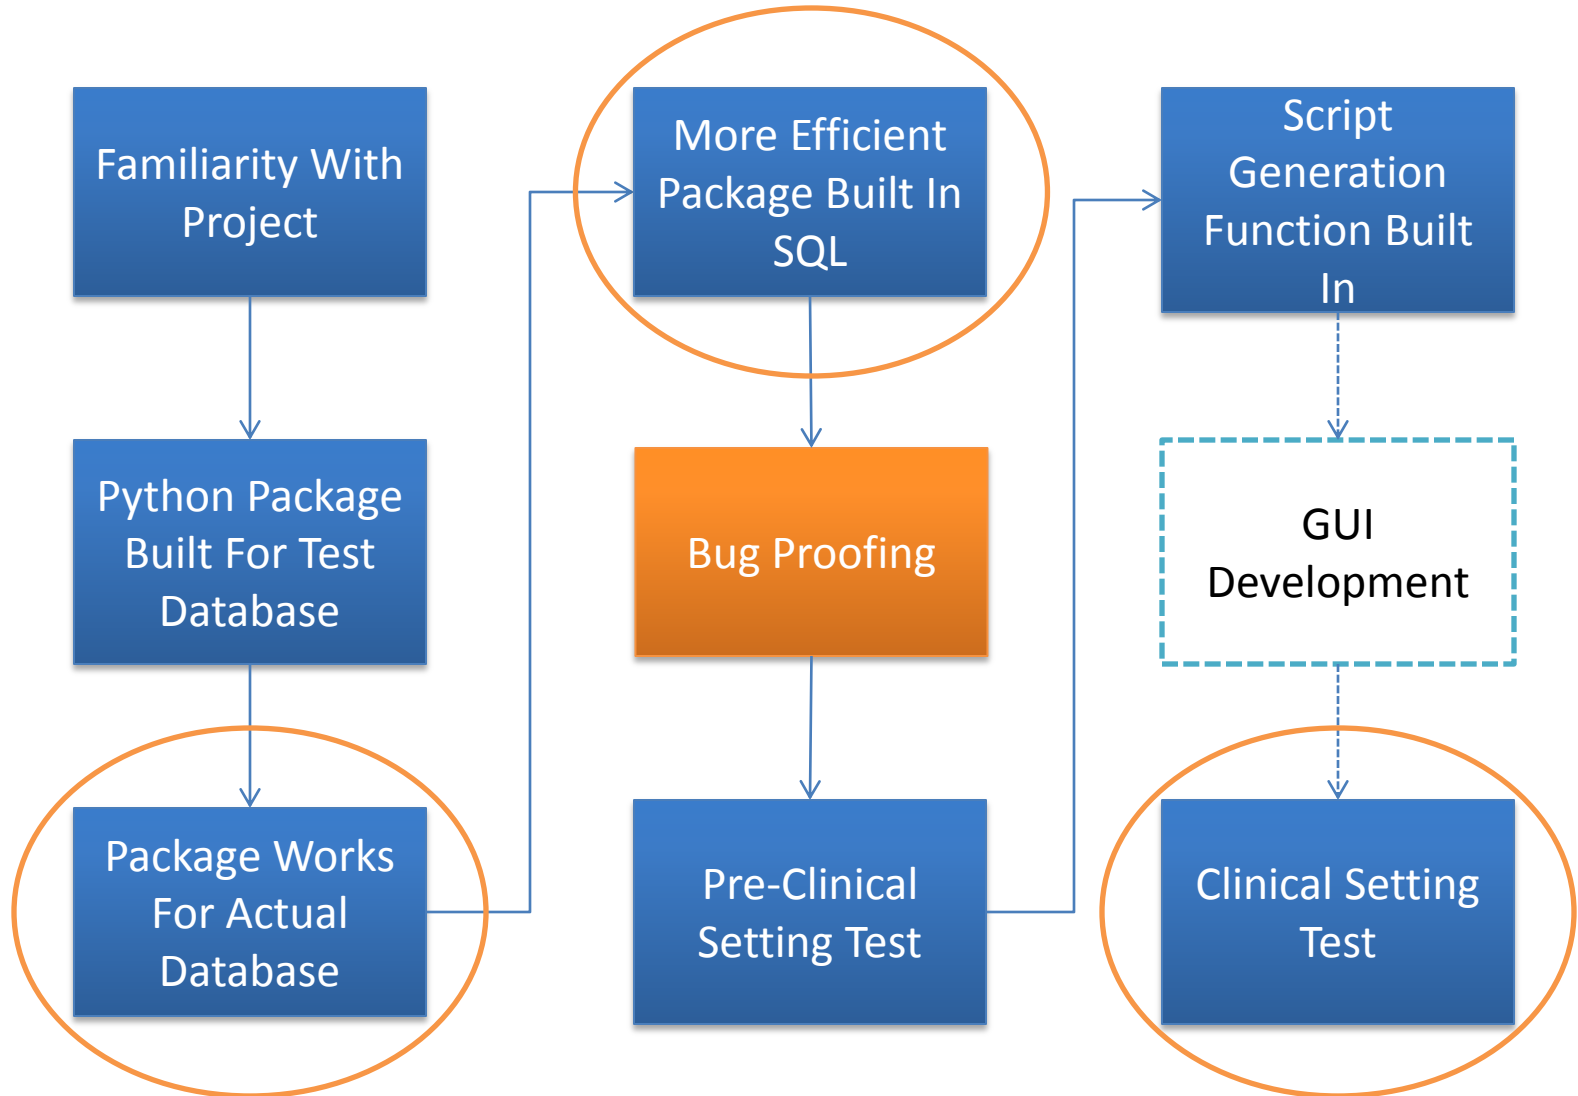 Familiarity With
Project
Python Package
Built For Test
Database
Package Works
For Actual
Database
More Efficient
Package Built In
SQL
Bug Proofing
Pre-Clinical
Setting Test
Script
Generation
Function Built
In
GUI
Development
Clinical Setting
Test